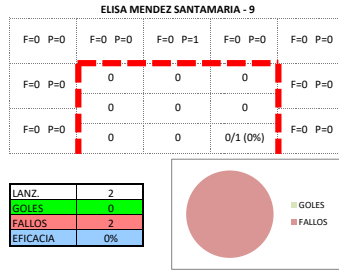 ELISA MENDEZ SANTAMARIA - 9
F=0 P=0 F=0 P=0 F=0 P=1 F=0 P=0 F=0 P=0
F=0 P=0 0 0 0 F=0 P=0
0 0 0
F=0 P=0 0 0 0/1 (0%) F=0 P=0
LANZ. 2
GOLES 0
FALLOS 2
EFICACIA 0%
GOLES
FALLOS